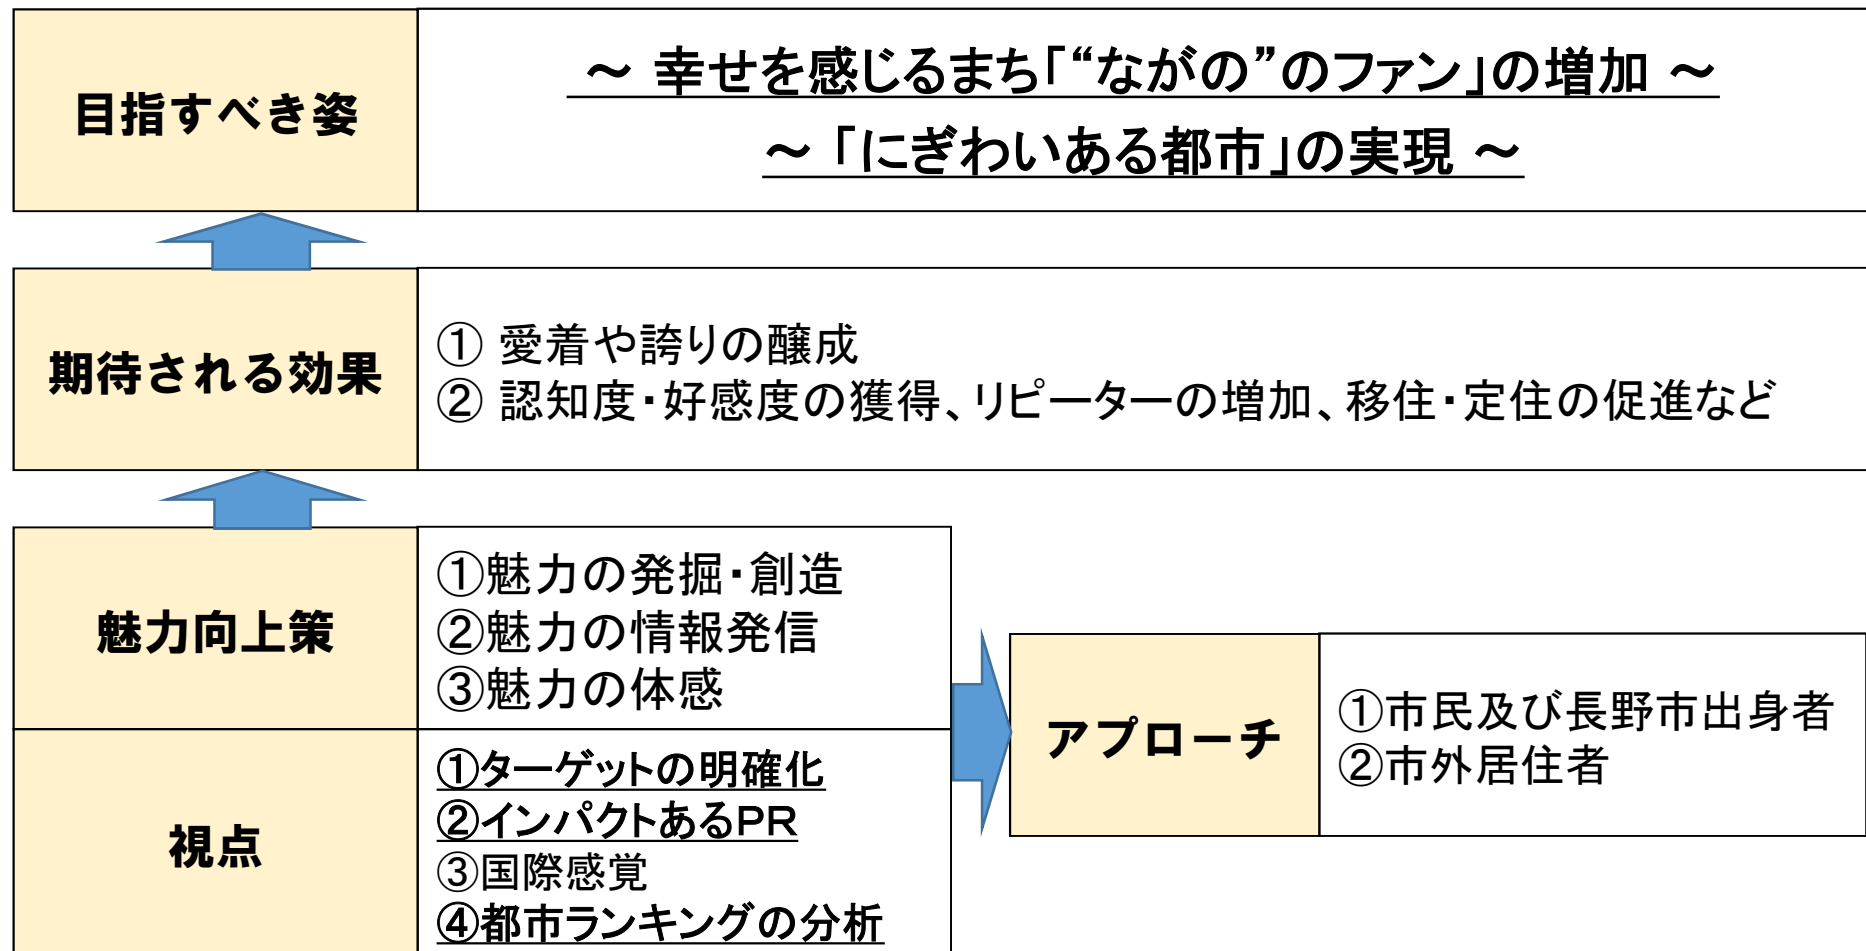 目指すべき姿
～ 幸せを感じるまち「“ながの”のファン」の増加 ～
～「にぎわいある都市」の実現 ～
期待される効果
① 愛着や誇りの醸成
② 認知度・好感度の獲得、リピーターの増加、移住・定住の促進など
魅力向上策
①魅力の発掘・創造
②魅力の情報発信
③魅力の体感
視点
①ターゲットの明確化
②インパクトあるPR
③国際感覚
④都市ランキングの分析
アプローチ
①市民及び長野市出身者
②市外居住者